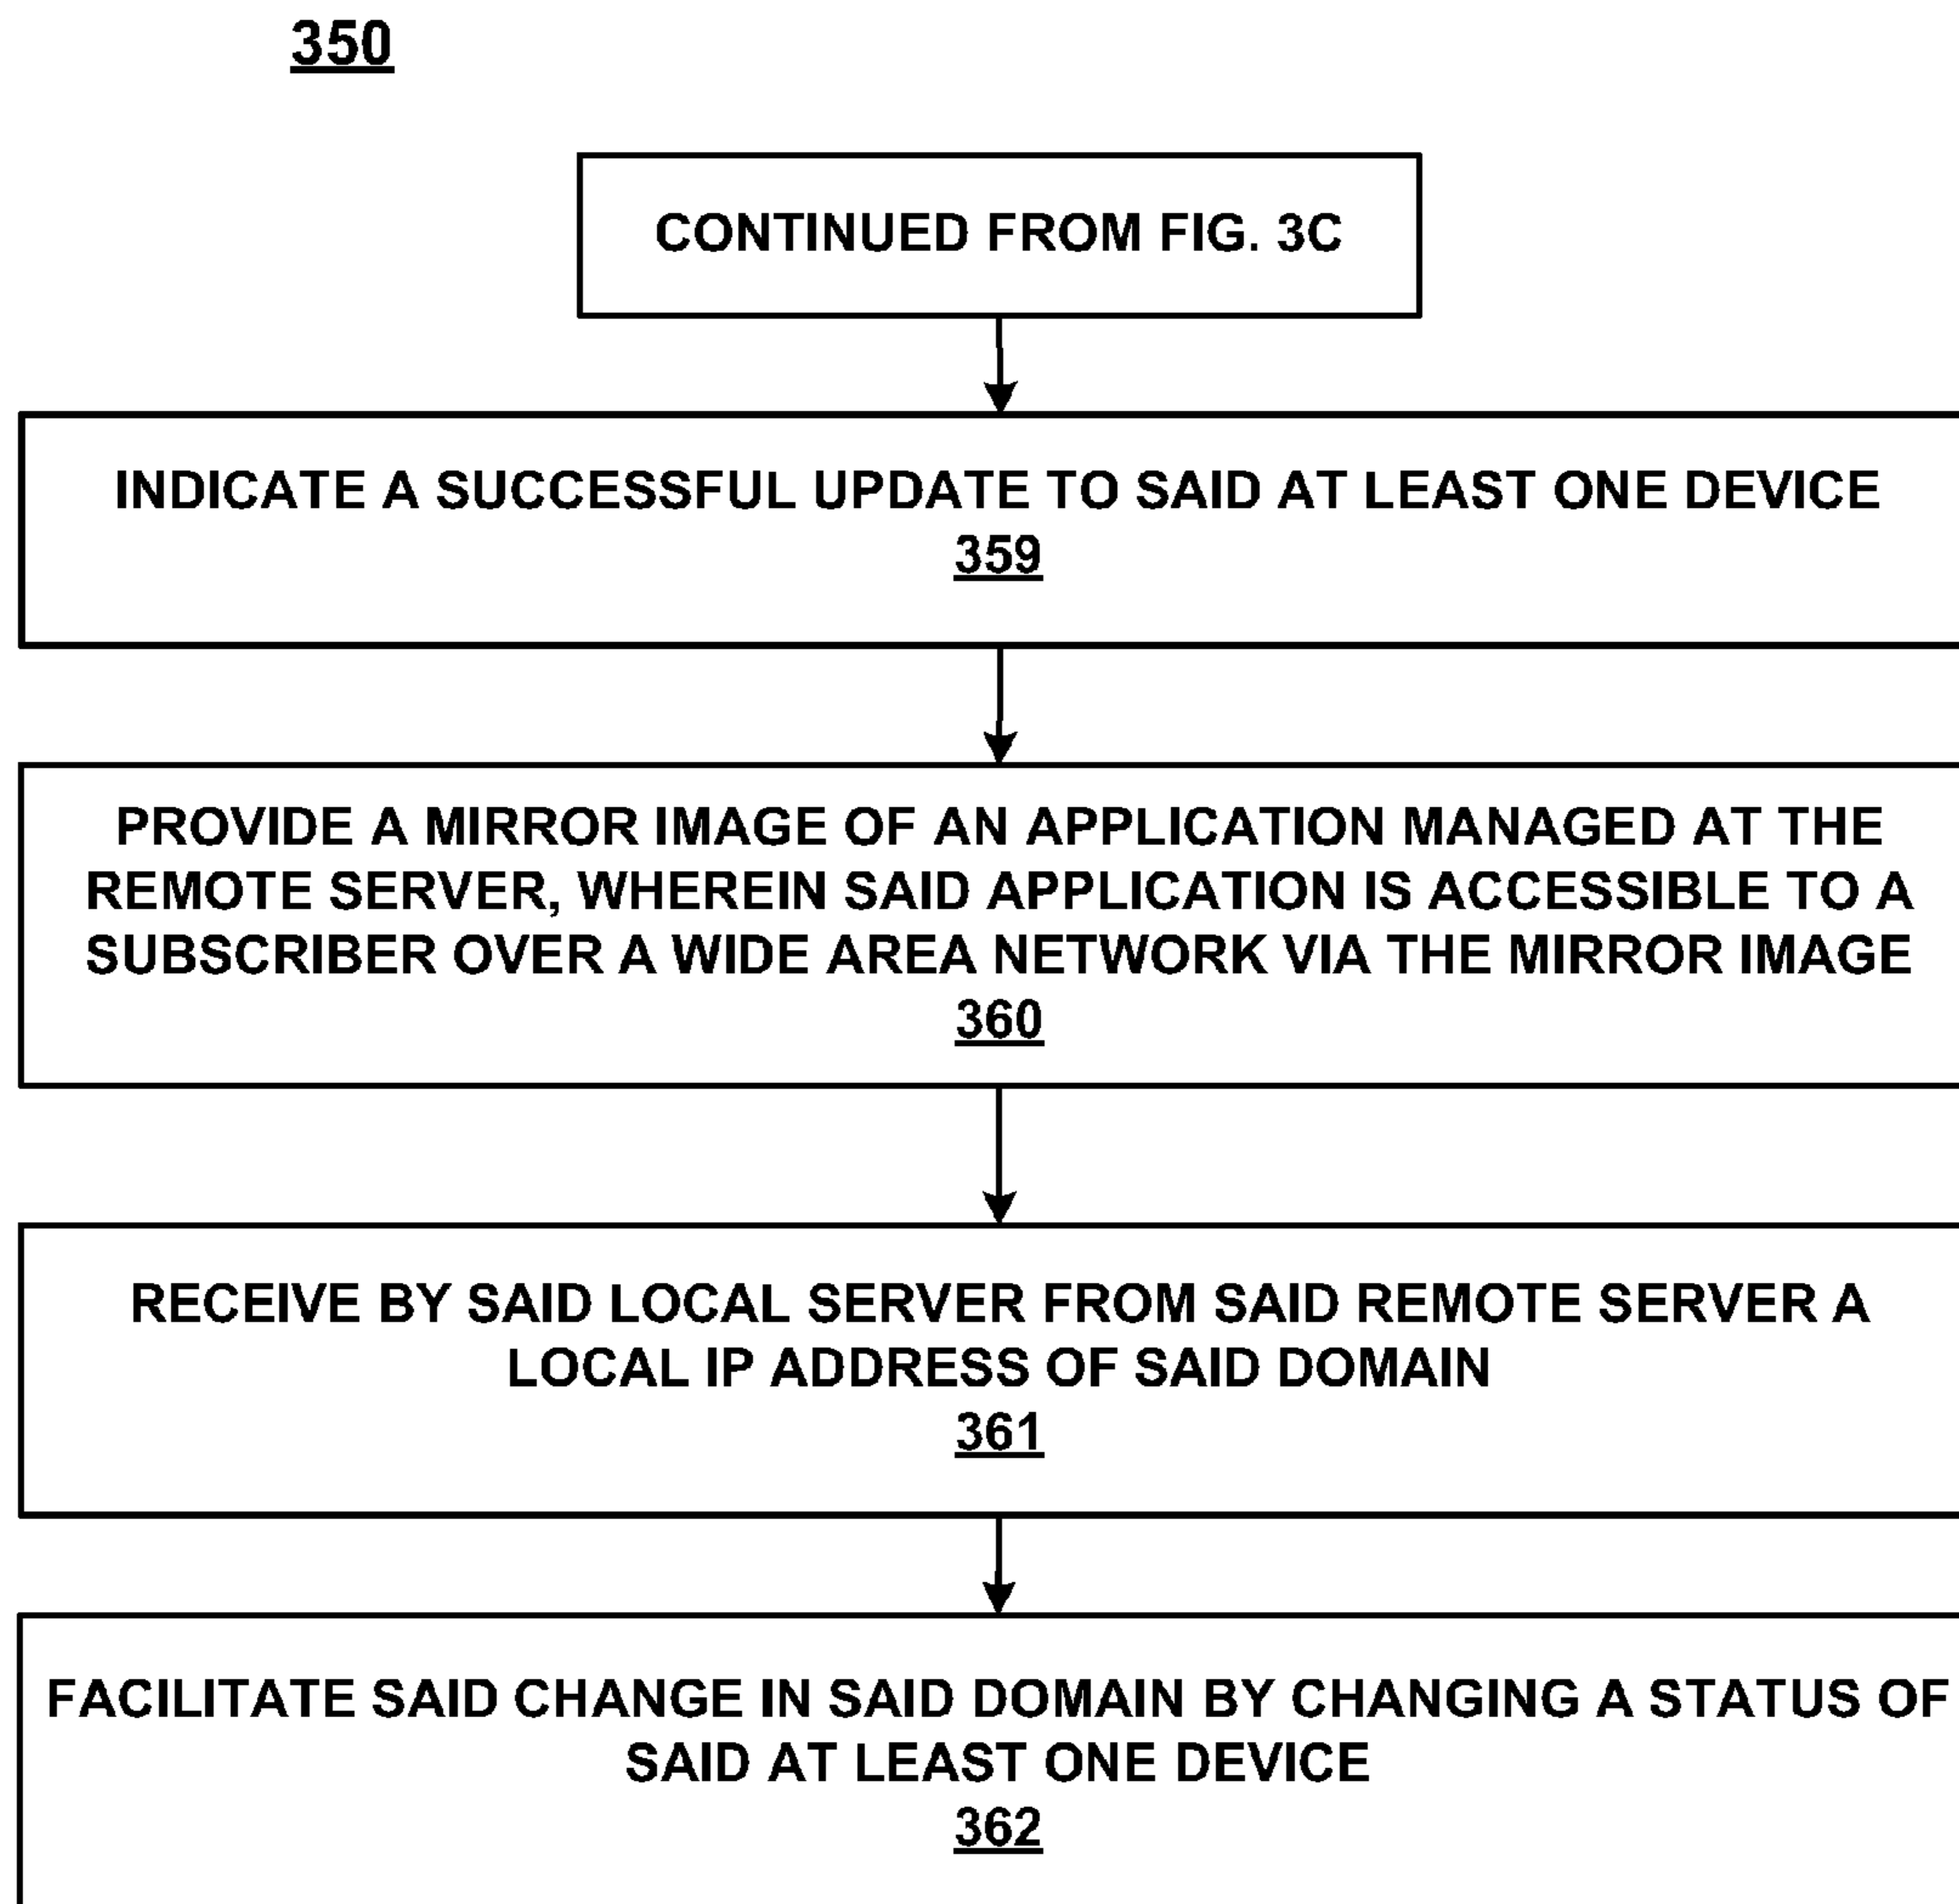 350
CONTINUED FROM FIG. 3C
INDICATE A SUCCESSFUL UPDATE TO SAID AT LEAST ONE DEVICE
359
PROVIDE A MIRROR IMAGE OF AN APPLICATION MANAGED AT THE
REMOTE SERVER, WHEREIN SAID APPLICATION IS ACCESSIBLE TO A
SUBSCRIBER OVER A WIDE AREA NETWORK VIA THE MIRROR IMAGE
360
RECEIVE BY SAID LOCAL SERVER FROM SAID REMOTE SERVER A
LOCAL IP ADDRESS OF SAID DOMAIN
361
FACILITATE SAID CHANGE IN SAID DOMAIN BY CHANGING A STATUS OF
SAID AT LEAST ONE DEVICE
362